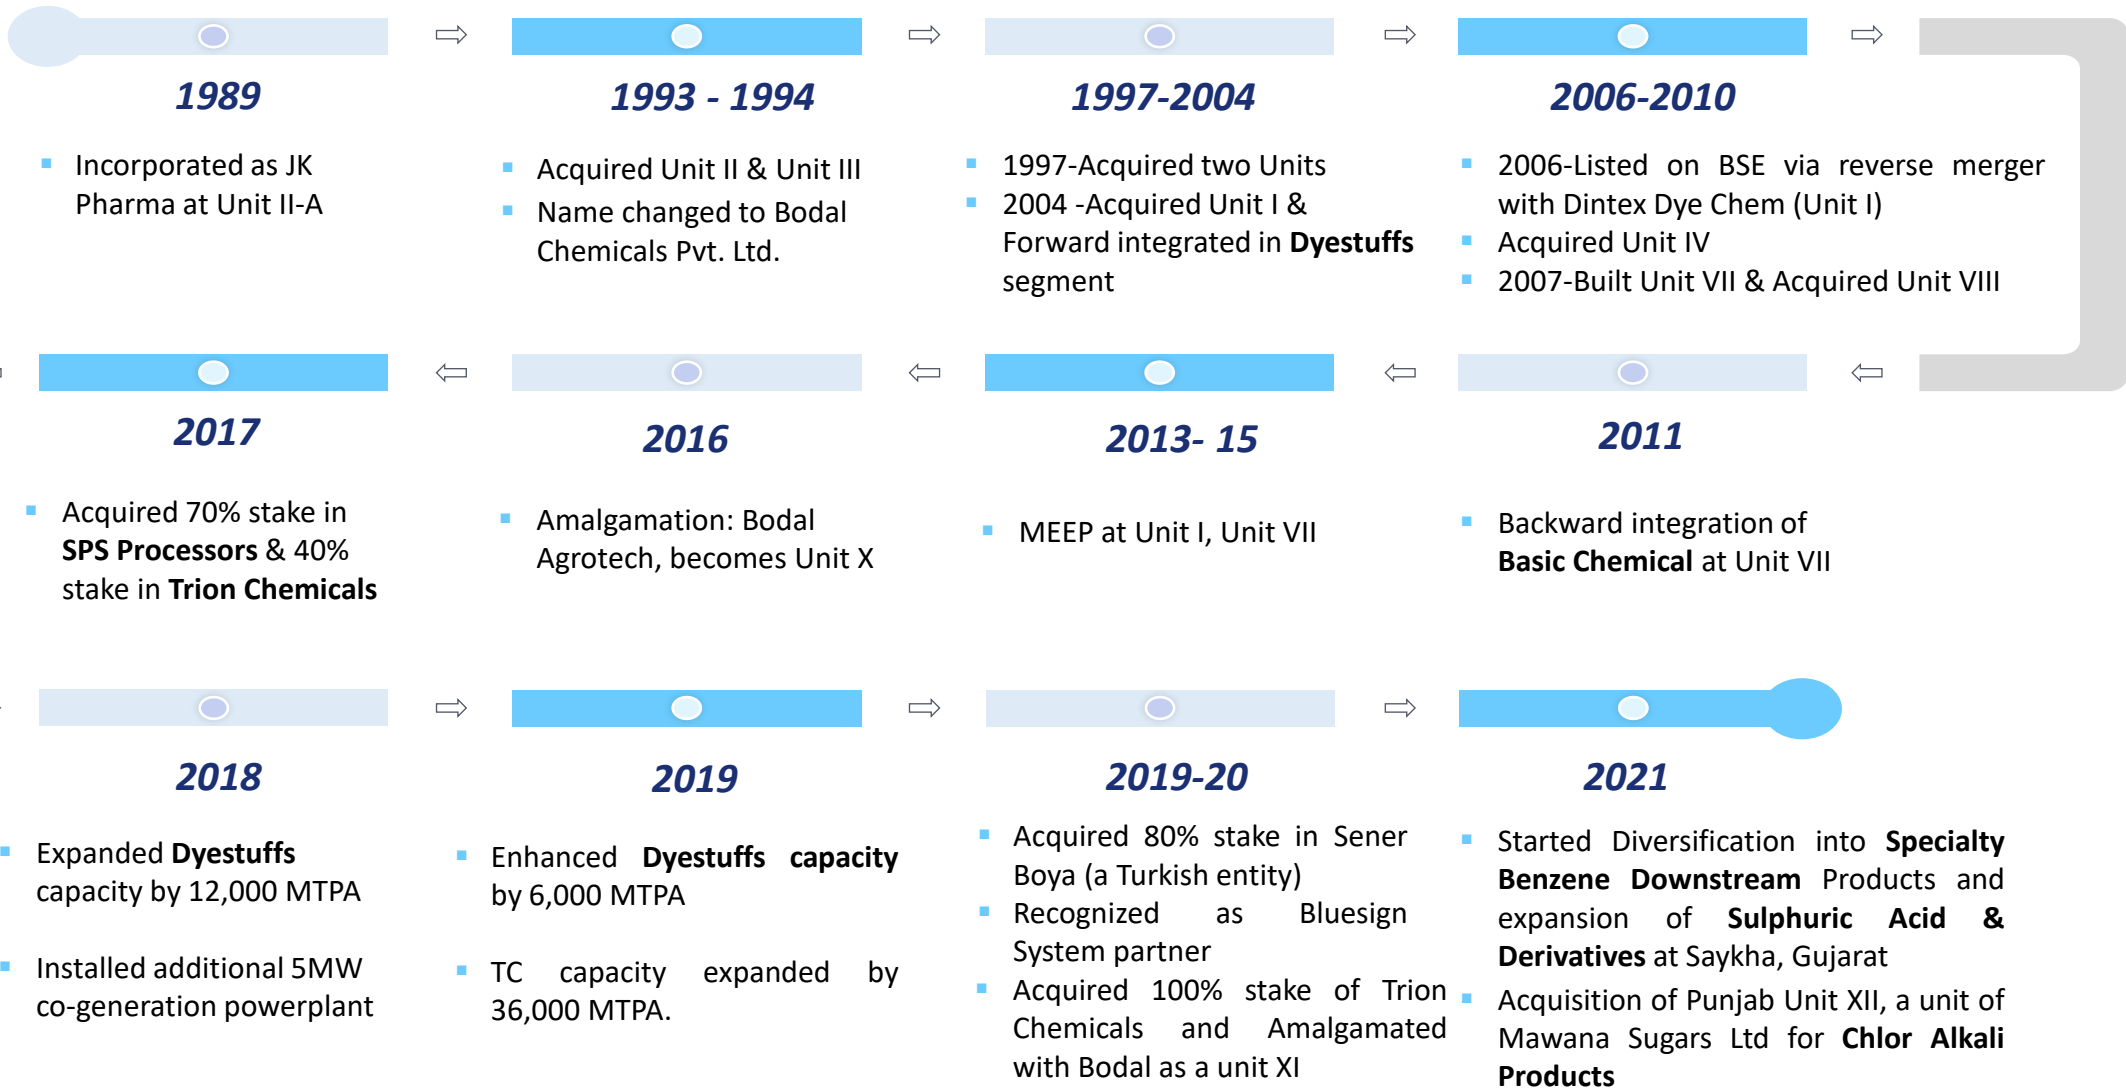 1989
Incorporated as JK
Pharma at Unit II-A
1993 - 1994
Acquired Unit II & Unit III
Name changed to Bodal
Chemicals Pvt. Ltd.
1997-2004
1997-Acquired two Units
2004 -Acquired Unit I &
Forward integrated in Dyestuffs
segment
2006-2010
2006-Listed on BSE via reverse merger
with Dintex Dye Chem (Unit I)
Acquired Unit IV
2007-Built Unit VII & Acquired Unit VIII
2017
Acquired 70% stake in
SPS Processors & 40%
stake in Trion Chemicals
2016
Amalgamation: Bodal
Agrotech, becomes Unit X
2013- 15
MEEP at Unit I, Unit VII
2011
Backward integration of
Basic Chemical at Unit VII
2018
Expanded Dyestuffs
capacity by 12,000 MTPA
Installed additional 5MW
co-generation powerplant
2019
Enhanced Dyestuffs capacity
by 6,000 MTPA
TC capacity expanded by
36,000 MTPA.
2019-20
Acquired 80% stake in Sener
Boya (a Turkish entity)
Recognized as Bluesign
System partner
Acquired 100% stake of Trion
Chemicals and Amalgamated
with Bodal as a unit XI
2021
Started Diversification into Specialty
Benzene Downstream Products and
expansion of Sulphuric Acid &
Derivatives at Saykha, Gujarat
Acquisition of Punjab Unit XII, a unit of
Mawana Sugars Ltd for Chlor Alkali
Products